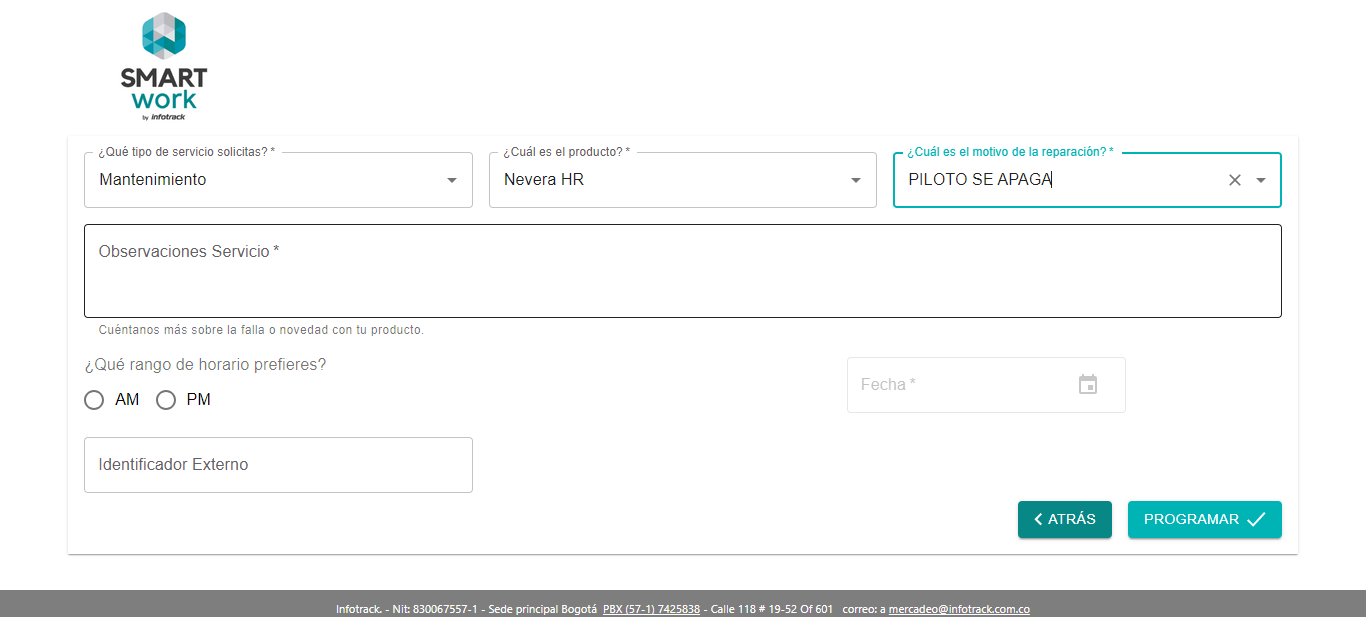 SMART
work
by infotrack
¿Qué tipo de servicio solicitas? *
Mantenimiento
¿Cuál es el producto? *
Nevera HR
¿Cuál es el motivo de la reparación? *
PILOTO SE APAGA
Observaciones Servicio *
Cuéntanos más sobre la falla o novedad con tu producto.
¿Qué rango de horario prefieres?
AM PM
Fecha *
Identificador Externo
ATRÁS
PROGRAMAR
Infotrack. - Nit: 830067557-1 - Sede principal Bogotá PBX (57-1) 7425838 - Calle 118 # 19-52 Of 601 correo: a mercadeo@infotrack.com.co